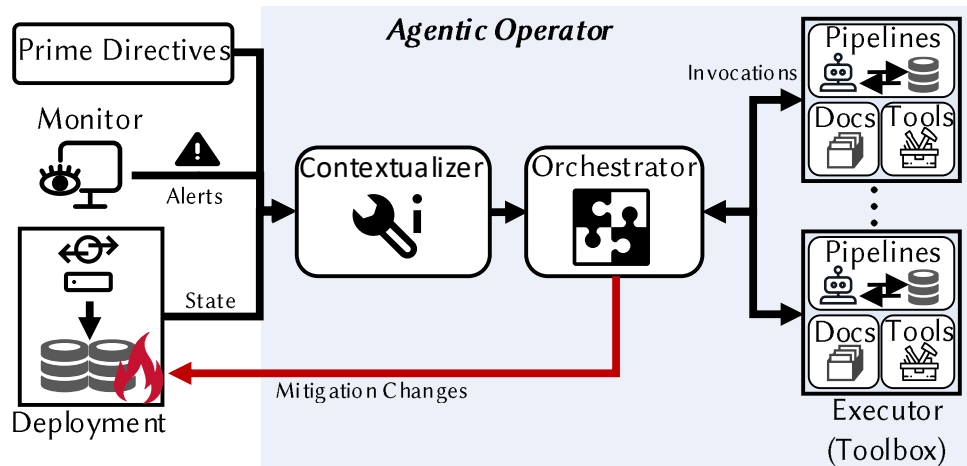 Agentic Operator
Prime Directives
Monitor
Alerts
State
Deployment
Contextualizer
i
Orchestrator
Mitigation Changes
Invocations
Pipelines
Docs
Tools
Pipelines
Docs
Tools
Executor
(Toolbox)